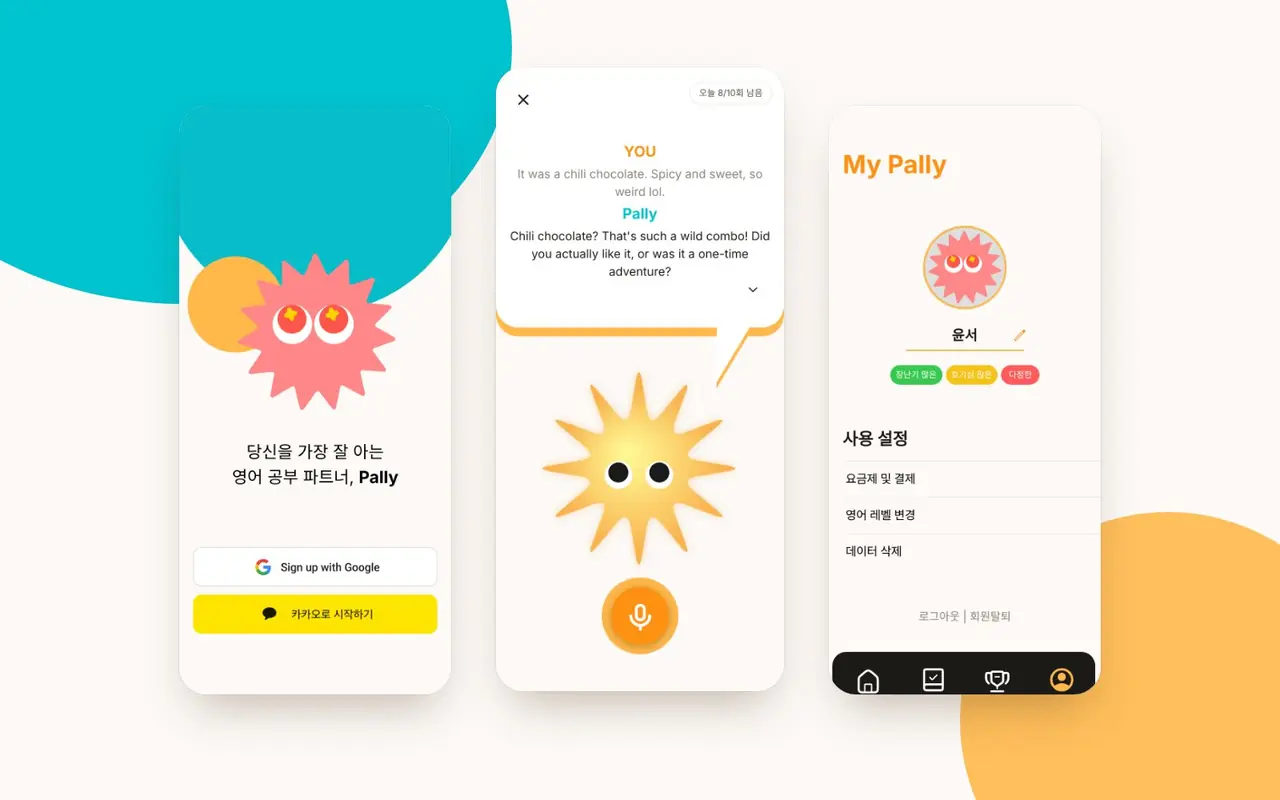 당신을 가장 잘 아는
영어 공부 파트너, Pally
Sign up with Google
카카오로 시작하기
오늘 8/10회 남음
YOU
It was a chili chocolate. Spicy and sweet, so
weird lol.
Pally
Chili chocolate? That's such a wild combo! Did
you actually like it, or was it a one-time
adventure?
My Pally
윤서
장난기 많은
호기심 많은
다정한
사용 설정
요금제 및 결제
영어 레벨 변경
데이터 삭제
로그아웃 | 회원탈퇴